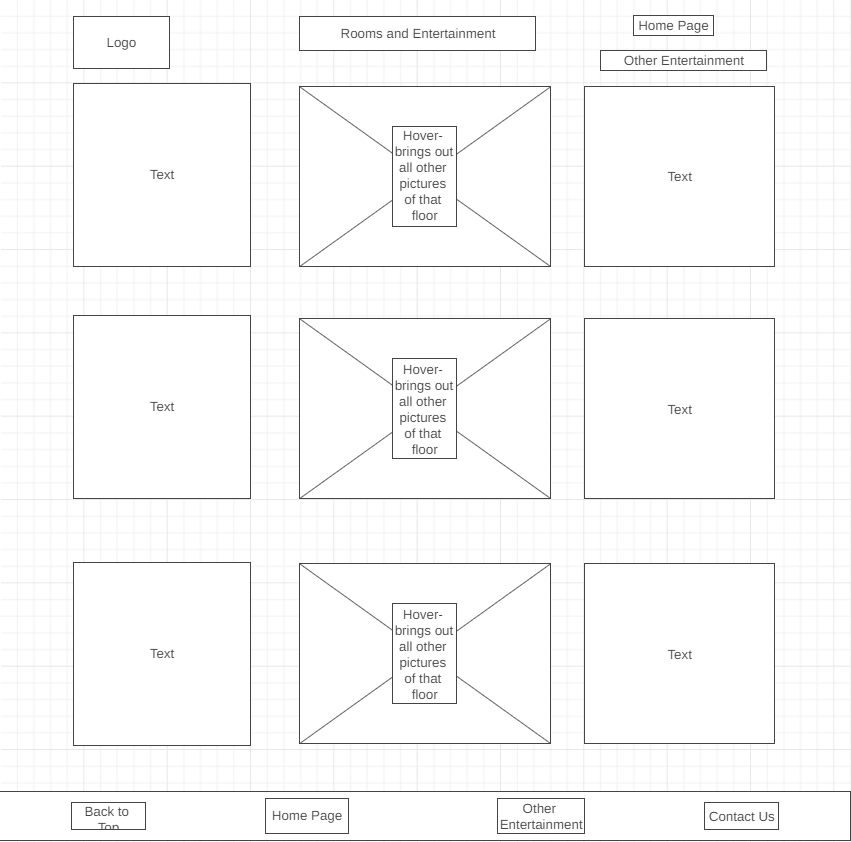 Logo
Rooms and Entertainment
Home Page
Other Entertainment
Text
Hover-
brings out
all other
pictures
of that
floor
Text
Text
Hover-
brings out
all other
pictures
of that
floor
Text
Text
Hover-
brings out
all other
pictures
of that
floor
Text
Back to
Top
Home Page
Other
Entertainment
Contact Us